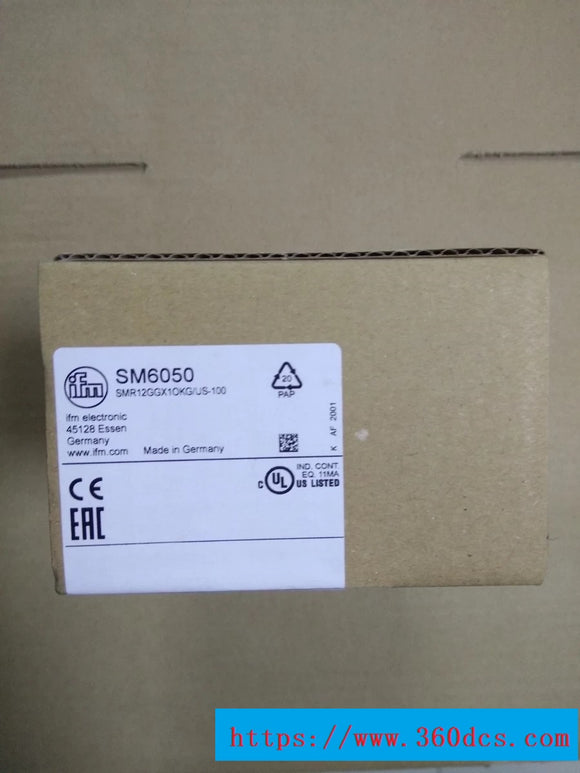 ifm
SM6050
SMR12GGX1OKG/US-100
ifm electronic
45128 Essen
Germany
www.ifm.com Made in Germany
20
PAP
K AF 2001
CE
EAC
c UL US LISTED
IND. CONT.
EQ. 11MA
https://www.360dcs.com